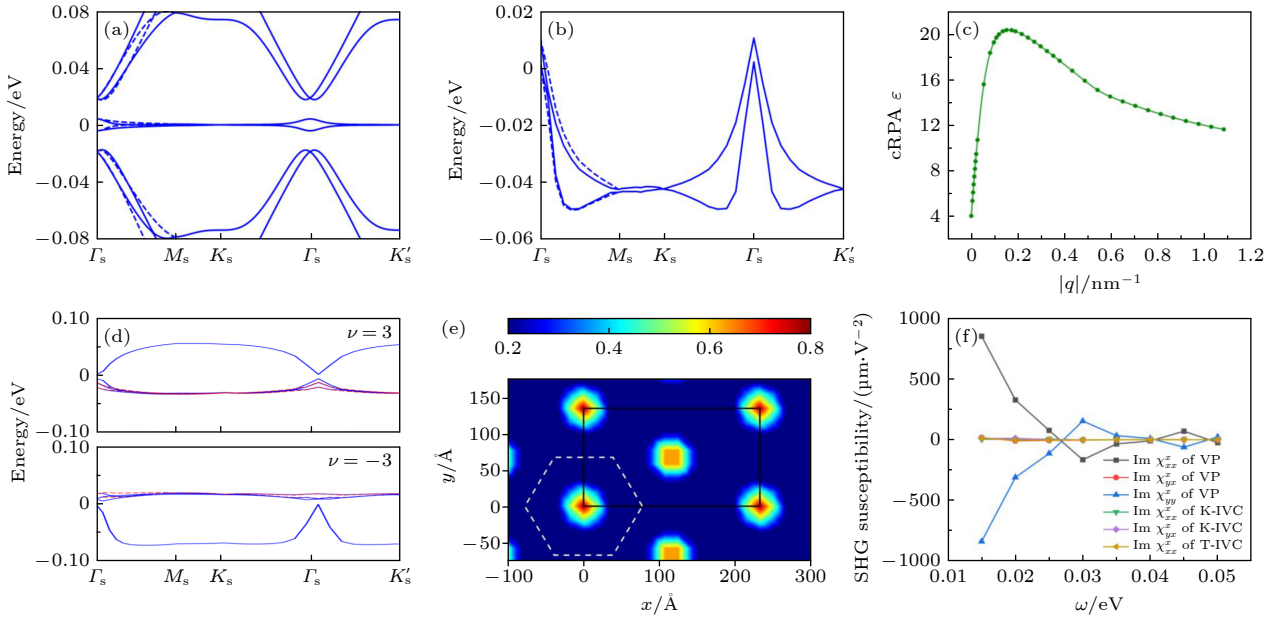 (a)
Energy/eV
0.08
0.04
0
−0.04
−0.08
Γs Ms Ks Γs K′s
(b)
Energy/eV
0.02
0
−0.02
−0.04
−0.06
Γs Ms Ks Γs K′s
(c)
cRPA ε
20
16
12
8
4
0 0.2 0.4 0.6 0.8 1.0 1.2
|q|/nm⁻¹
(d)
Energy/eV
ν = 3
0.10
0
−0.10
ν = −3
0.10
0
−0.10
Γs Ms Ks Γs K′s
(e)
0.2 0.4 0.6 0.8
y/Å
150
100
50
0
−50
−100 0 100 200 300
x/Å
(f)
SHG susceptibility/(μm·V⁻²)
1000
500
0
−500
−1000
Im χˣₓₓ of VP
Im χˣyx of VP
Im χˣyy of VP
Im χˣₓₓ of K-IVC
Im χˣyx of K-IVC
Im χˣₓₓ of T-IVC
0.01 0.02 0.03 0.04 0.05
ω/eV